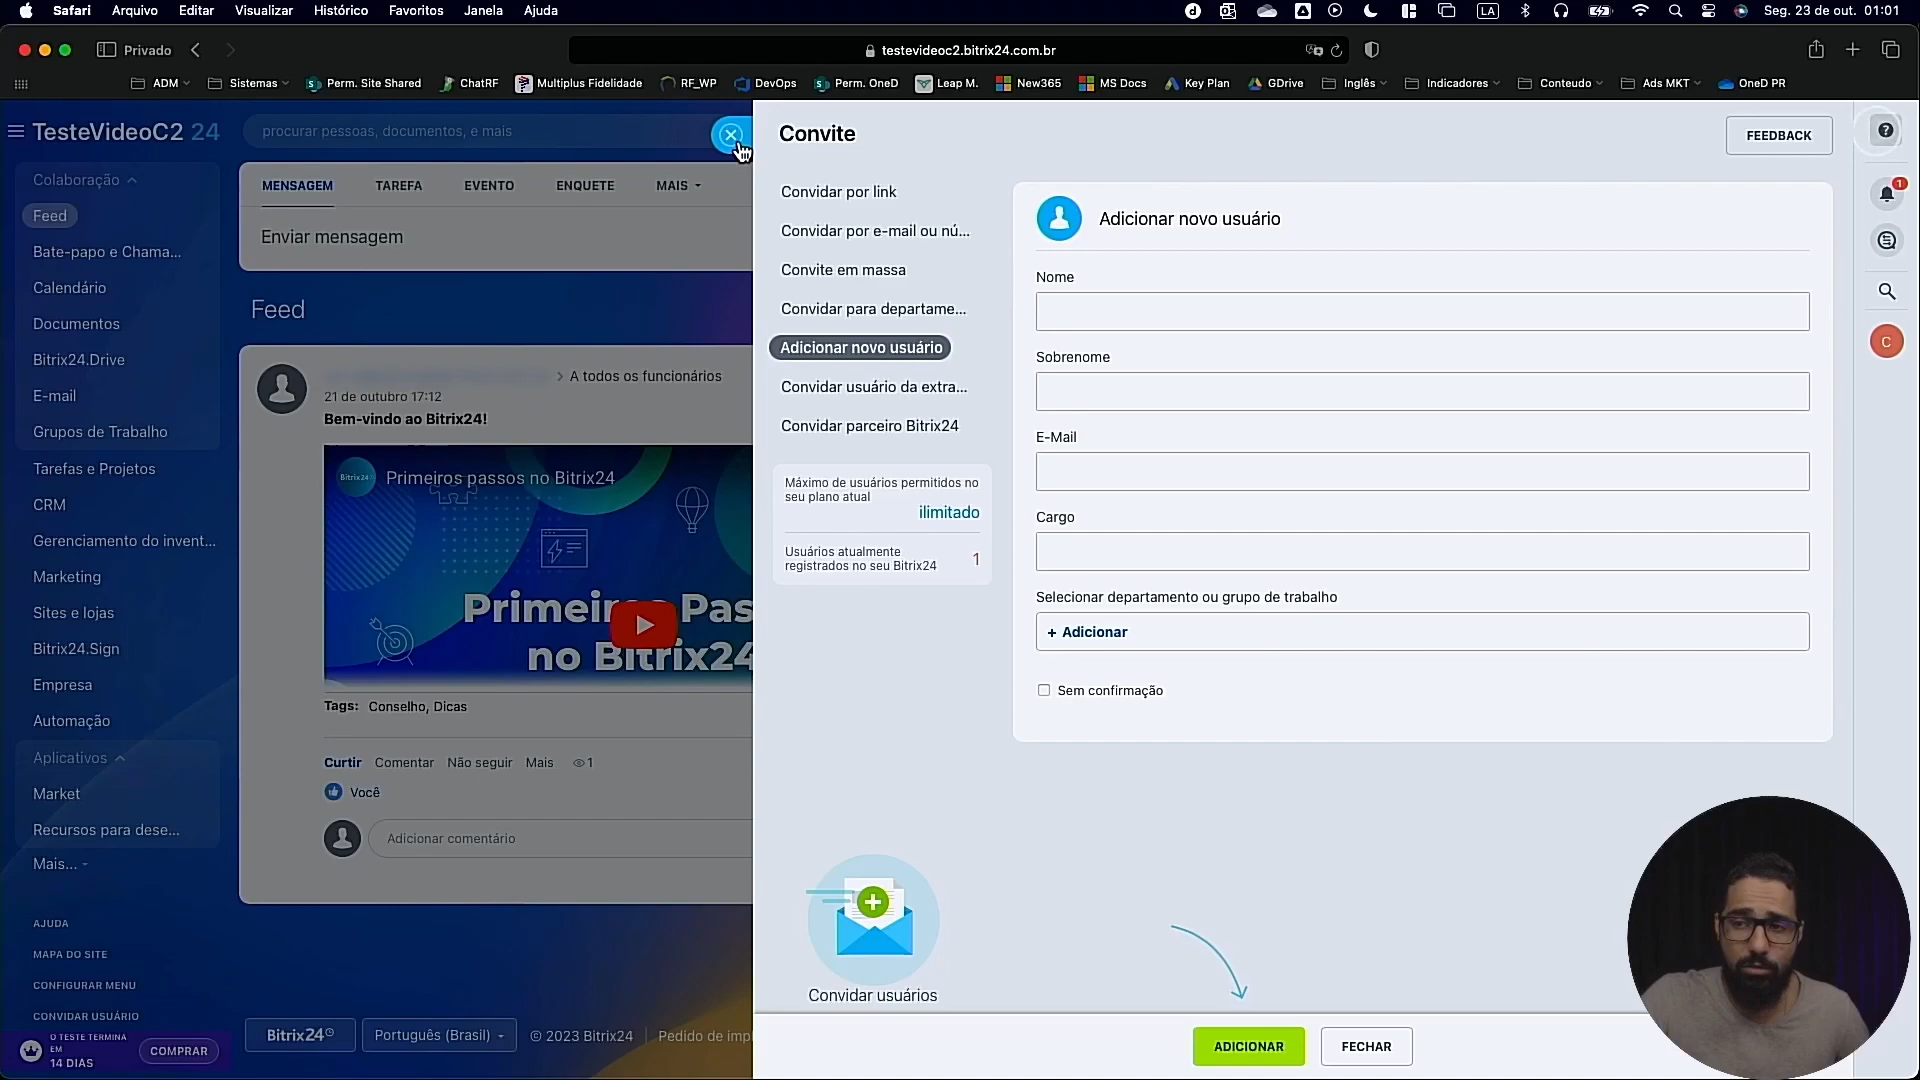 Safari Arquivo Editar Visualizar Histórico Favoritos Janela Ajuda LA Seg. 23 de out. 01:01
Privado testevideoc2.bitrix24.com.br
ADM Sistemas Perm. Site Shared ChatRF Multiplus Fidelidade RF_WP DevOps Perm. OneD Leap M. New365 MS Docs Key Plan GDrive Inglês Indicadores Conteudo Ads MKT OneD PR
TesteVideoC2 24
procurar pessoas, documentos, e mais
Colaboração
Feed
Bate-papo e Chama...
Calendário
Documentos
Bitrix24.Drive
E-mail
Grupos de Trabalho
Tarefas e Projetos
CRM
Gerenciamento do invent...
Marketing
Sites e lojas
Bitrix24.Sign
Empresa
Automação
Aplicativos
Market
Recursos para dese...
Mais...
AJUDA
MAPA DO SITE
CONFIGURAR MENU
CONVIDAR USUÁRIO
O TESTE TERMINA
EM
14 DIAS
COMPRAR
MENSAGEM TAREFA EVENTO ENQUETE MAIS
Enviar mensagem
Feed
> A todos os funcionários
21 de outubro 17:12
Bem-vindo ao Bitrix24!
Bitrix24 Primeiros passos no Bitrix24
Primeiros Pas
no Bitrix24
Tags: Conselho, Dicas
Curtir Comentar Não seguir Mais 1
Você
Adicionar comentário
Bitrix24 Português (Brasil) © 2023 Bitrix24 Pedido de imp
Convite
FEEDBACK
Convidar por link
Convidar por e-mail ou nú...
Convite em massa
Convidar para departame...
Adicionar novo usuário
Convidar usuário da extra...
Convidar parceiro Bitrix24
Máximo de usuários permitidos no
seu plano atual
ilimitado
Usuários atualmente
registrados no seu Bitrix24 1
Convidar usuários
Adicionar novo usuário
Nome
Sobrenome
E-Mail
Cargo
Selecionar departamento ou grupo de trabalho
+ Adicionar
Sem confirmação
ADICIONAR FECHAR
?
1
C